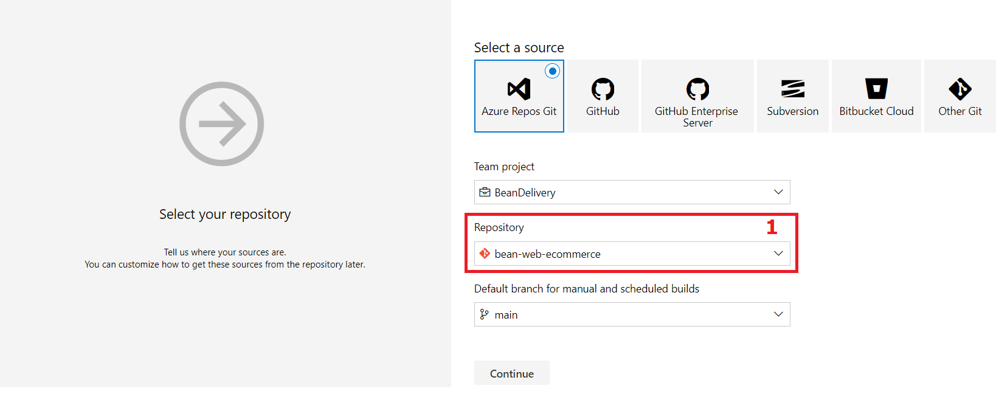 Select your repository
Tell us where your sources are.
You can customize how to get these sources from the repository later.
Select a source
Azure Repos Git
GitHub
GitHub Enterprise
Server
Subversion
Bitbucket Cloud
Other Git
Team project
BeanDelivery
Repository
1
bean-web-ecommerce
Default branch for manual and scheduled builds
main
Continue